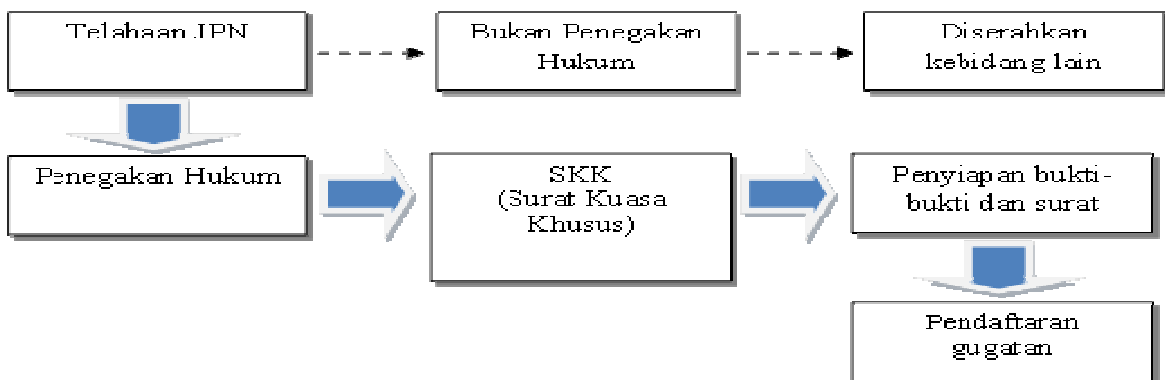 Telahaan JPN
Bukan Penegakan
Hukum
Diserahkan
kebidang lain
Penegakan Hukum
SKK
(Surat Kuasa
Khusus)
Penyiapan bukti-
bukti dan surat
Pendaftaran
gugatan